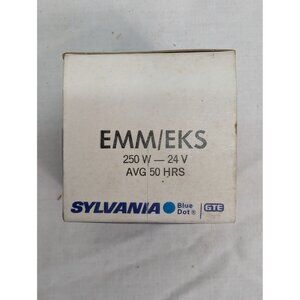 EMM/EKS
250 W — 24 V
AVG 50 HRS
SYLVANIA Blue Dot® GTE